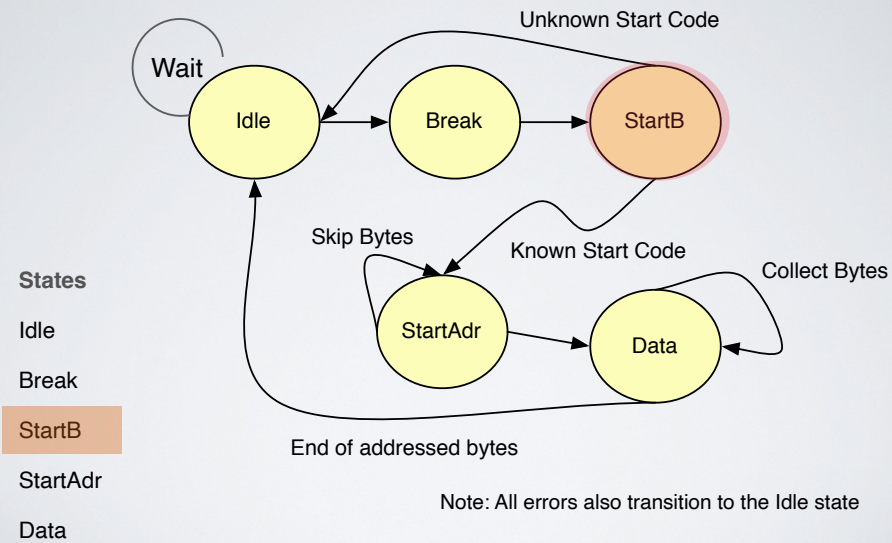 Unknown Start Code
Wait
Idle
Break
StartB
Skip Bytes
Known Start Code
Collect Bytes
StartAdr
Data
End of addressed bytes
States
Idle
Break
StartB
StartAdr
Data
Note: All errors also transition to the Idle state